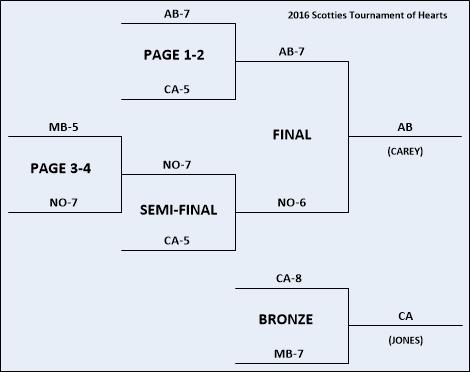 AB-7
2016 Scotties Tournament of Hearts
PAGE 1-2
AB-7
CA-5
FINAL
MB-5
AB
(CAREY)
PAGE 3-4
NO-7
NO-7
SEMI-FINAL
NO-6
CA-5
CA-8
BRONZE
CA
(JONES)
MB-7